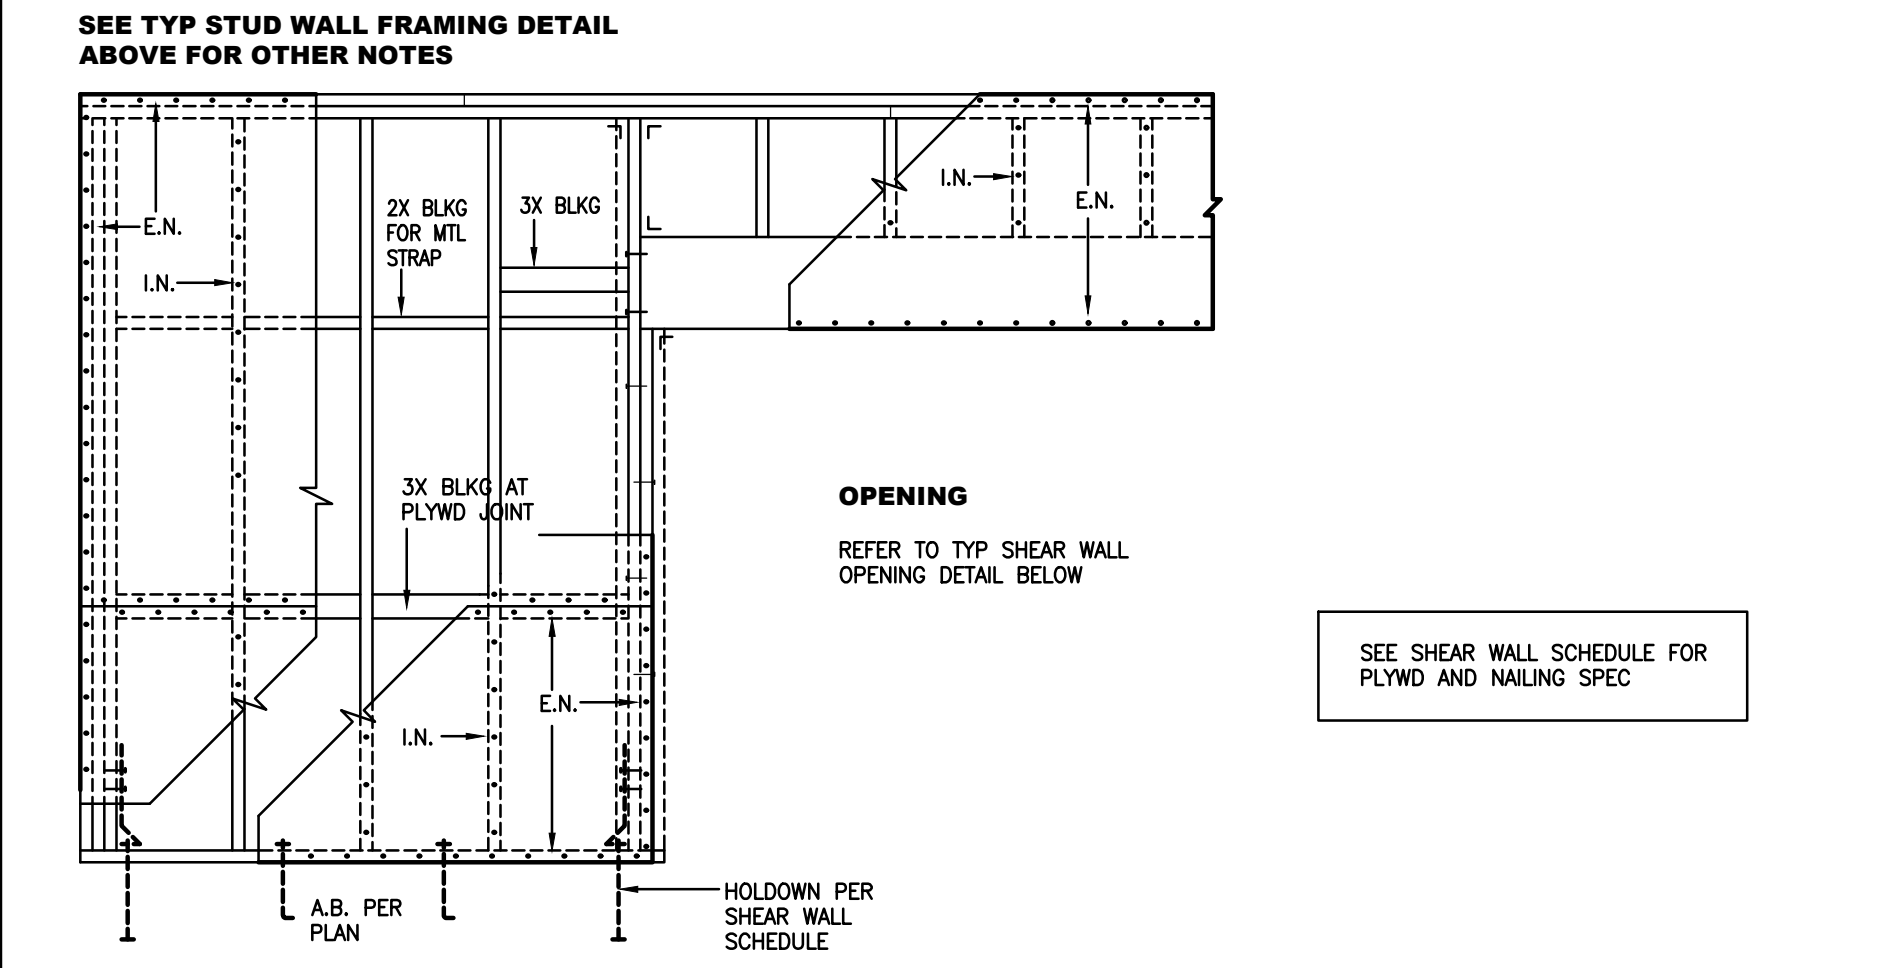 SEE TYP STUD WALL FRAMING DETAIL
ABOVE FOR OTHER NOTES
2X BLKG
FOR MTL
STRAP
3X BLKG
I.N.
E.N.
E.N.
I.N.
3X BLKG AT
PLYWD JOINT
OPENING
REFER TO TYP SHEAR WALL
OPENING DETAIL BELOW
SEE SHEAR WALL SCHEDULE FOR
PLYWD AND NAILING SPEC
E.N.
I.N.
A.B. PER
PLAN
HOLDOWN PER
SHEAR WALL
SCHEDULE